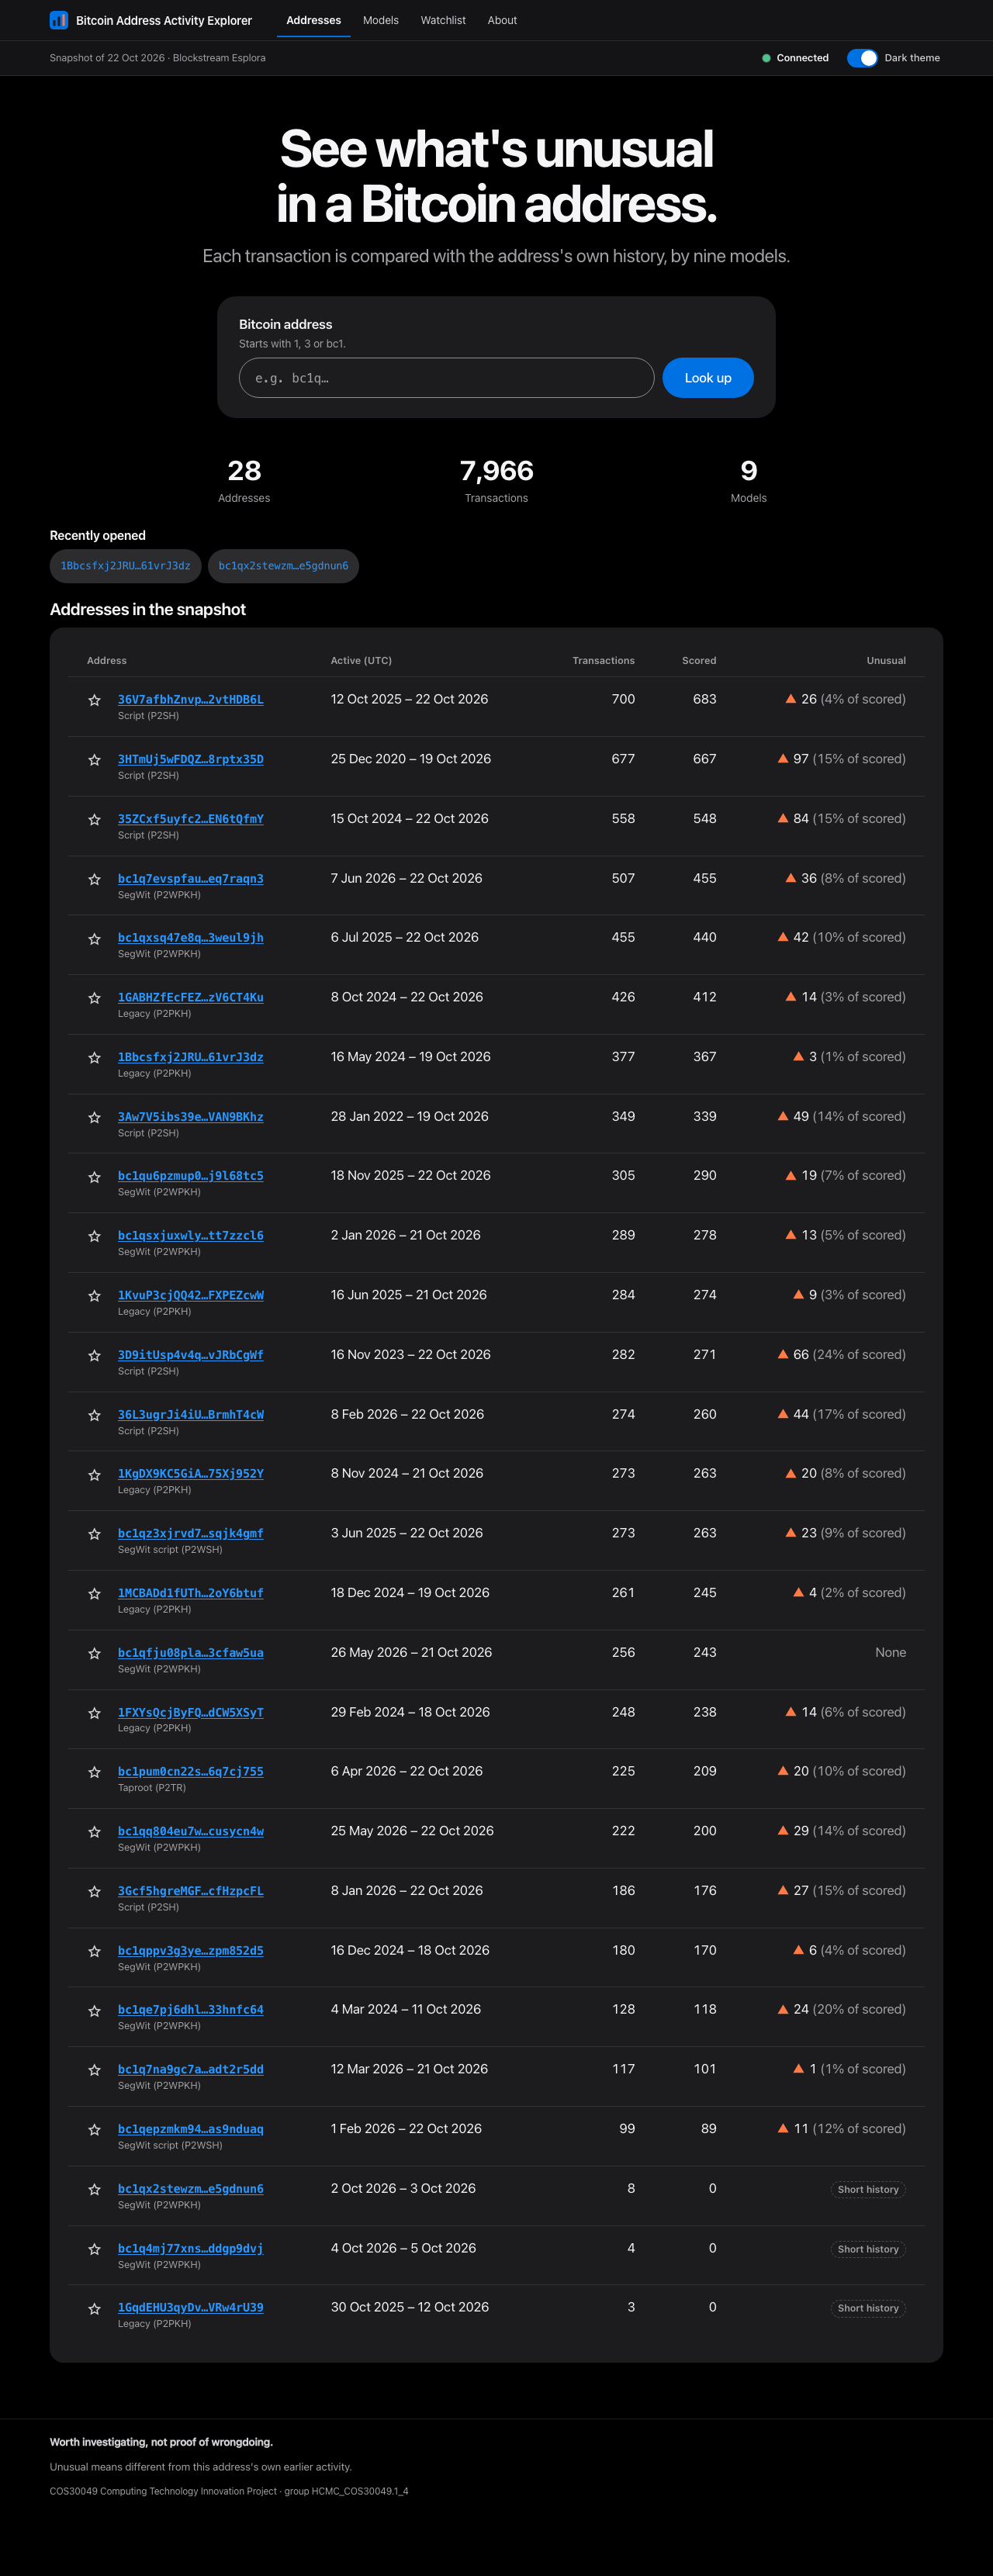 Bitcoin Address Activity Explorer Addresses Models Watchlist About
Snapshot of 22 Oct 2026 · Blockstream Esplora Connected Dark theme
See what's unusual
in a Bitcoin address.
Each transaction is compared with the address's own history, by nine models.
Bitcoin address
Starts with 1, 3 or bc1.
e.g. bc1q… Look up
28 7,966 9
Addresses Transactions Models
Recently opened
1Bbcsfxj2JRU…61vrJ3dz bc1qx2stewzm…e5gdnun6
Addresses in the snapshot
Address Active (UTC) Transactions Scored Unusual
36V7afbhZnvp…2vtHDB6L 12 Oct 2025 – 22 Oct 2026 700 683 26 (4% of scored)
Script (P2SH)
3HTmUj5wFDQZ…8rptx35D 25 Dec 2020 – 19 Oct 2026 677 667 97 (15% of scored)
Script (P2SH)
35ZCxf5uyfc2…EN6tQfmY 15 Oct 2024 – 22 Oct 2026 558 548 84 (15% of scored)
Script (P2SH)
bc1q7evspfau…eq7raqn3 7 Jun 2026 – 22 Oct 2026 507 455 36 (8% of scored)
SegWit (P2WPKH)
bc1qxsq47e8q…3weul9jh 6 Jul 2025 – 22 Oct 2026 455 440 42 (10% of scored)
SegWit (P2WPKH)
1GABHZfEcFEZ…zV6CT4Ku 8 Oct 2024 – 22 Oct 2026 426 412 14 (3% of scored)
Legacy (P2PKH)
1Bbcsfxj2JRU…61vrJ3dz 16 May 2024 – 19 Oct 2026 377 367 3 (1% of scored)
Legacy (P2PKH)
3Aw7V5ibs39e…VAN9BKhz 28 Jan 2022 – 19 Oct 2026 349 339 49 (14% of scored)
Script (P2SH)
bc1qu6pzmup0…j9l68tc5 18 Nov 2025 – 22 Oct 2026 305 290 19 (7% of scored)
SegWit (P2WPKH)
bc1qsxjuxwly…tt7zzcl6 2 Jan 2026 – 21 Oct 2026 289 278 13 (5% of scored)
SegWit (P2WPKH)
1KvuP3cjQQ42…FXPEZcwW 16 Jun 2025 – 21 Oct 2026 284 274 9 (3% of scored)
Legacy (P2PKH)
3D9itUsp4v4q…vJRbCgWf 16 Nov 2023 – 22 Oct 2026 282 271 66 (24% of scored)
Script (P2SH)
36L3ugrJi4iU…BrmhT4cW 8 Feb 2026 – 22 Oct 2026 274 260 44 (17% of scored)
Script (P2SH)
1KgDX9KC5GiA…75Xj952Y 8 Nov 2024 – 21 Oct 2026 273 263 20 (8% of scored)
Legacy (P2PKH)
bc1qz3xjrvd7…sqjk4gmf 3 Jun 2025 – 22 Oct 2026 273 263 23 (9% of scored)
SegWit script (P2WSH)
1MCBADd1fUTh…2oY6btuf 18 Dec 2024 – 19 Oct 2026 261 245 4 (2% of scored)
Legacy (P2PKH)
bc1qfju08pla…3cfaw5ua 26 May 2026 – 21 Oct 2026 256 243 None
SegWit (P2WPKH)
1FXYsQcjByFQ…dCW5XSyT 29 Feb 2024 – 18 Oct 2026 248 238 14 (6% of scored)
Legacy (P2PKH)
bc1pum0cn22s…6q7cj755 6 Apr 2026 – 22 Oct 2026 225 209 20 (10% of scored)
Taproot (P2TR)
bc1qq804eu7w…cusycn4w 25 May 2026 – 22 Oct 2026 222 200 29 (14% of scored)
SegWit (P2WPKH)
3Gcf5hgreMGF…cfHzpcFL 8 Jan 2026 – 22 Oct 2026 186 176 27 (15% of scored)
Script (P2SH)
bc1qppv3g3ye…zpm852d5 16 Dec 2024 – 18 Oct 2026 180 170 6 (4% of scored)
SegWit (P2WPKH)
bc1qe7pj6dhl…33hnfc64 4 Mar 2024 – 11 Oct 2026 128 118 24 (20% of scored)
SegWit (P2WPKH)
bc1q7na9gc7a…adt2r5dd 12 Mar 2026 – 21 Oct 2026 117 101 1 (1% of scored)
SegWit (P2WPKH)
bc1qepzmkm94…as9nduaq 1 Feb 2026 – 22 Oct 2026 99 89 11 (12% of scored)
SegWit script (P2WSH)
bc1qx2stewzm…e5gdnun6 2 Oct 2026 – 3 Oct 2026 8 0 Short history
SegWit (P2WPKH)
bc1q4mj77xns…ddgp9dvj 4 Oct 2026 – 5 Oct 2026 4 0 Short history
SegWit (P2WPKH)
1GqdEHU3qyDv…VRw4rU39 30 Oct 2025 – 12 Oct 2026 3 0 Short history
Legacy (P2PKH)
Worth investigating, not proof of wrongdoing.
Unusual means different from this address's own earlier activity.
COS30049 Computing Technology Innovation Project · group HCMC_COS30049.1_4